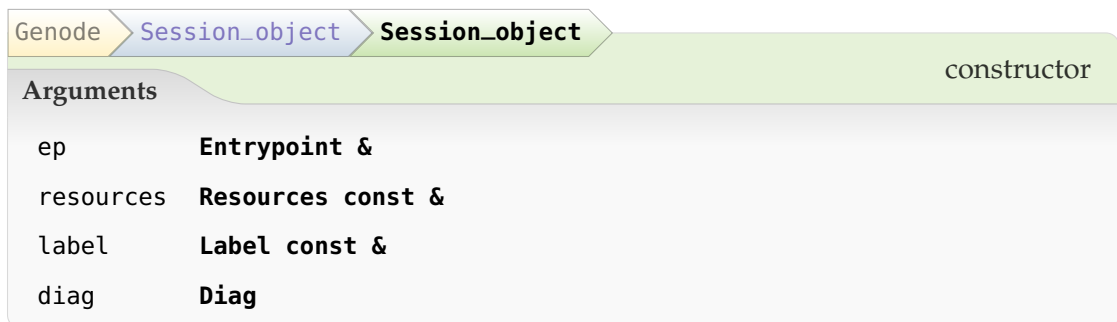 Genode Session_object Session_object
constructor
Arguments
ep Entrypoint &
resources Resources const &
label Label const &
diag Diag